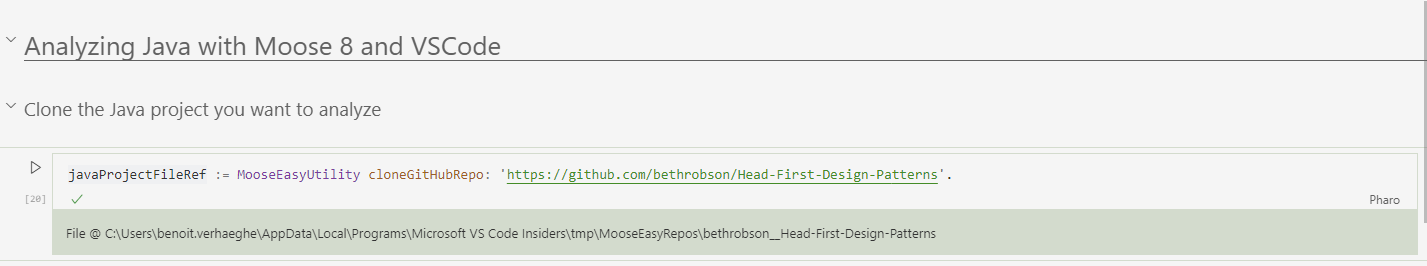 Analyzing Java with Moose 8 and VSCode
Clone the Java project you want to analyze
javaProjectFileRef := MooseEasyUtility cloneGitHubRepo: 'https://github.com/bethrobson/Head-First-Design-Patterns'.
[20]
Pharo
File @ C:\Users\benoit.verhaeghe\AppData\Local\Programs\Microsoft VS Code Insiders\tmp\MooseEasyRepos\bethrobson__Head-First-Design-Patterns